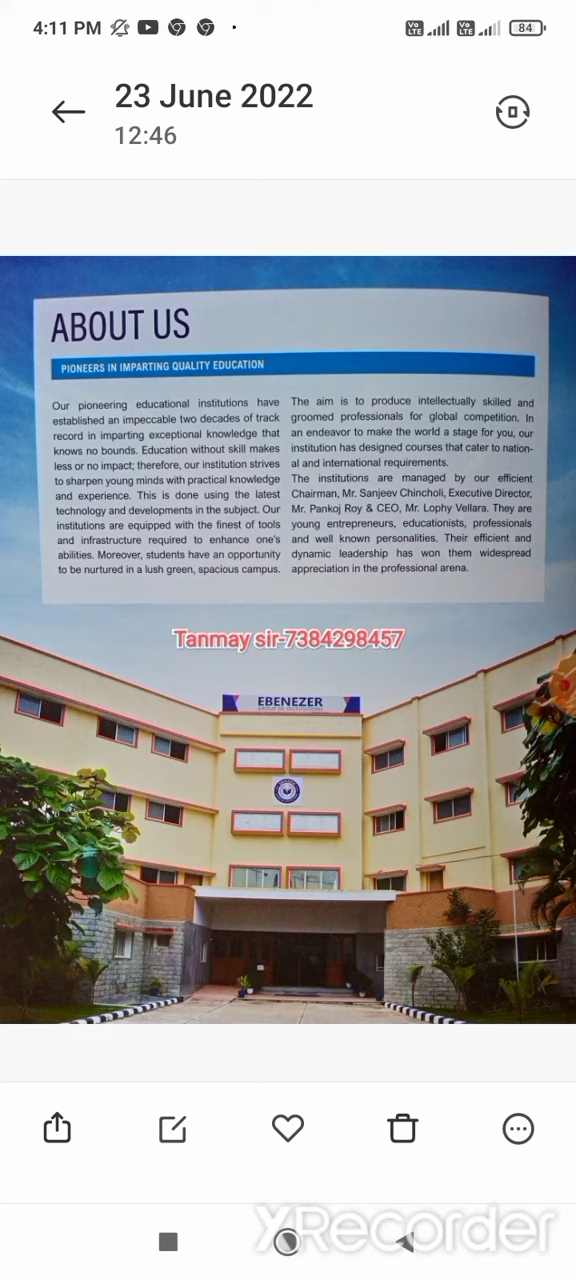 4:11 PM
Vo LTE
Vo LTE
84
23 June 2022
12:46
ABOUT US
PIONEERS IN IMPARTING QUALITY EDUCATION
Our pioneering educational institutions have
established an impeccable two decades of track
record in imparting exceptional knowledge that
knows no bounds. Education without skill makes
less or no impact; therefore, our institution strives
to sharpen young minds with practical knowledge
and experience. This is done using the latest
technology and developments in the subject. Our
institutions are equipped with the finest of tools
and infrastructure required to enhance one's
abilities. Moreover, students have an opportunity
to be nurtured in a lush green, spacious campus.
The aim is to produce intellectually skilled and
groomed professionals for global competition. In
an endeavor to make the world a stage for you, our
institution has designed courses that cater to nation-
al and international requirements.
The institutions are managed by our efficient
Chairman, Mr. Sanjeev Chincholi, Executive Director,
Mr. Pankoj Roy & CEO, Mr. Lophy Vellara. They are
young entrepreneurs, educationists, professionals
and well known personalities. Their efficient and
dynamic leadership has won them widespread
appreciation in the professional arena.
Tanmay sir-7384298457
EBENEZER
GROUP OF INSTITUTIONS
XRecorder